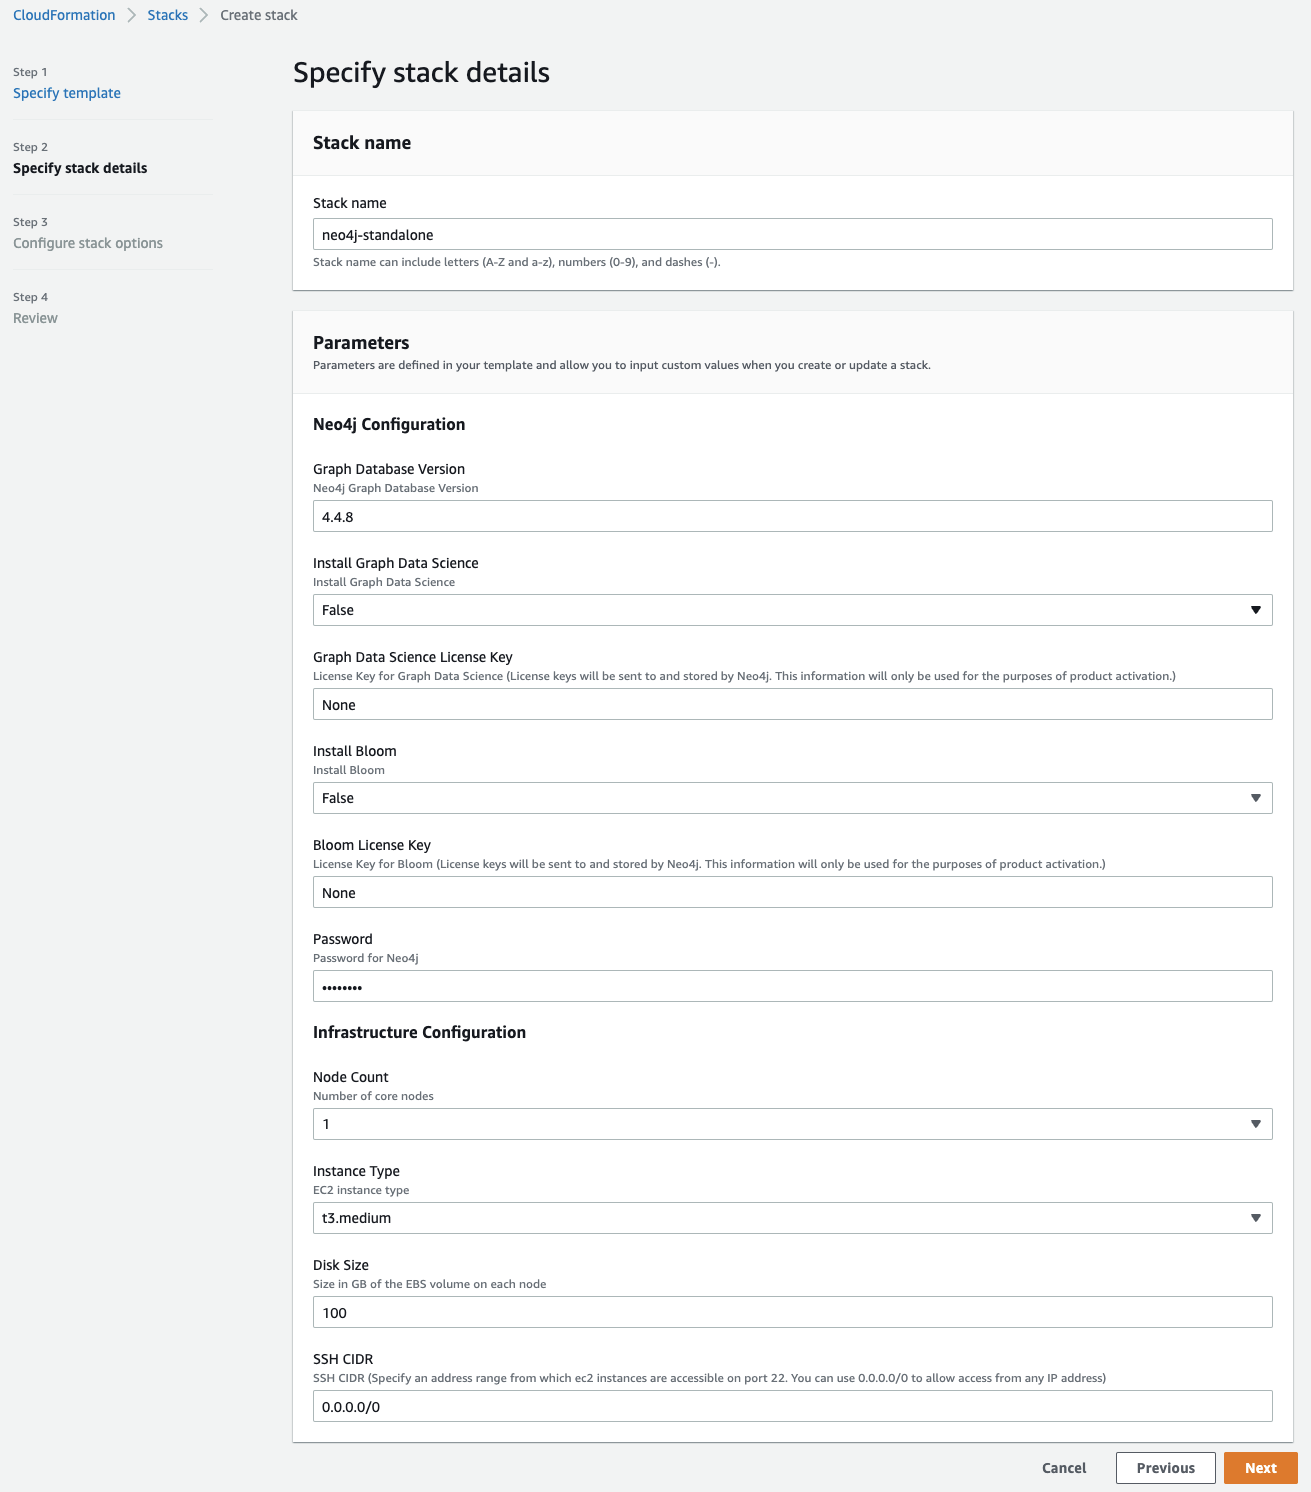 CloudFormation > Stacks > Create stack
Step 1
Specify template
Step 2
Specify stack details
Step 3
Configure stack options
Step 4
Review
Specify stack details
Stack name
Stack name
neo4j-standalone
Stack name can include letters (A-Z and a-z), numbers (0-9), and dashes (-).
Parameters
Parameters are defined in your template and allow you to input custom values when you create or update a stack.
Neo4j Configuration
Graph Database Version
Neo4j Graph Database Version
4.4.8
Install Graph Data Science
Install Graph Data Science
False
Graph Data Science License Key
License Key for Graph Data Science (License keys will be sent to and stored by Neo4j. This information will only be used for the purposes of product activation.)
None
Install Bloom
Install Bloom
False
Bloom License Key
License Key for Bloom (License keys will be sent to and stored by Neo4j. This information will only be used for the purposes of product activation.)
None
Password
Password for Neo4j
••••••••
Infrastructure Configuration
Node Count
Number of core nodes
1
Instance Type
EC2 instance type
t3.medium
Disk Size
Size in GB of the EBS volume on each node
100
SSH CIDR
SSH CIDR (Specify an address range from which ec2 instances are accessible on port 22. You can use 0.0.0.0/0 to allow access from any IP address)
0.0.0.0/0
Cancel Previous Next